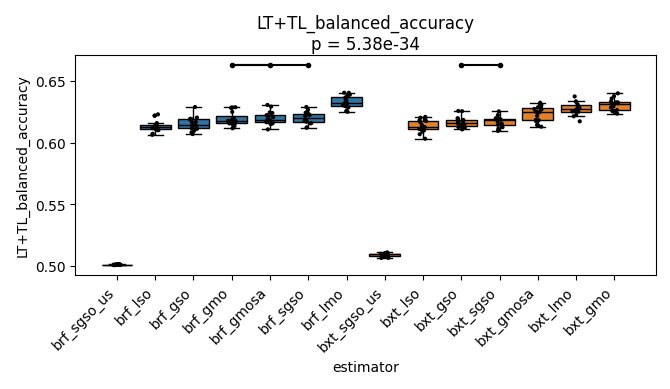 LT+TL_balanced_accuracy
p = 5.38e-34
LT+TL_balanced_accuracy
0.65
0.60
0.55
0.50
brf_sgso_us
brf_lso
brf_gso
brf_gmo
brf_gmosa
brf_sgso
brf_lmo
bxt_sgso_us
bxt_lso
bxt_gso
bxt_sgso
bxt_gmosa
bxt_lmo
bxt_gmo
estimator